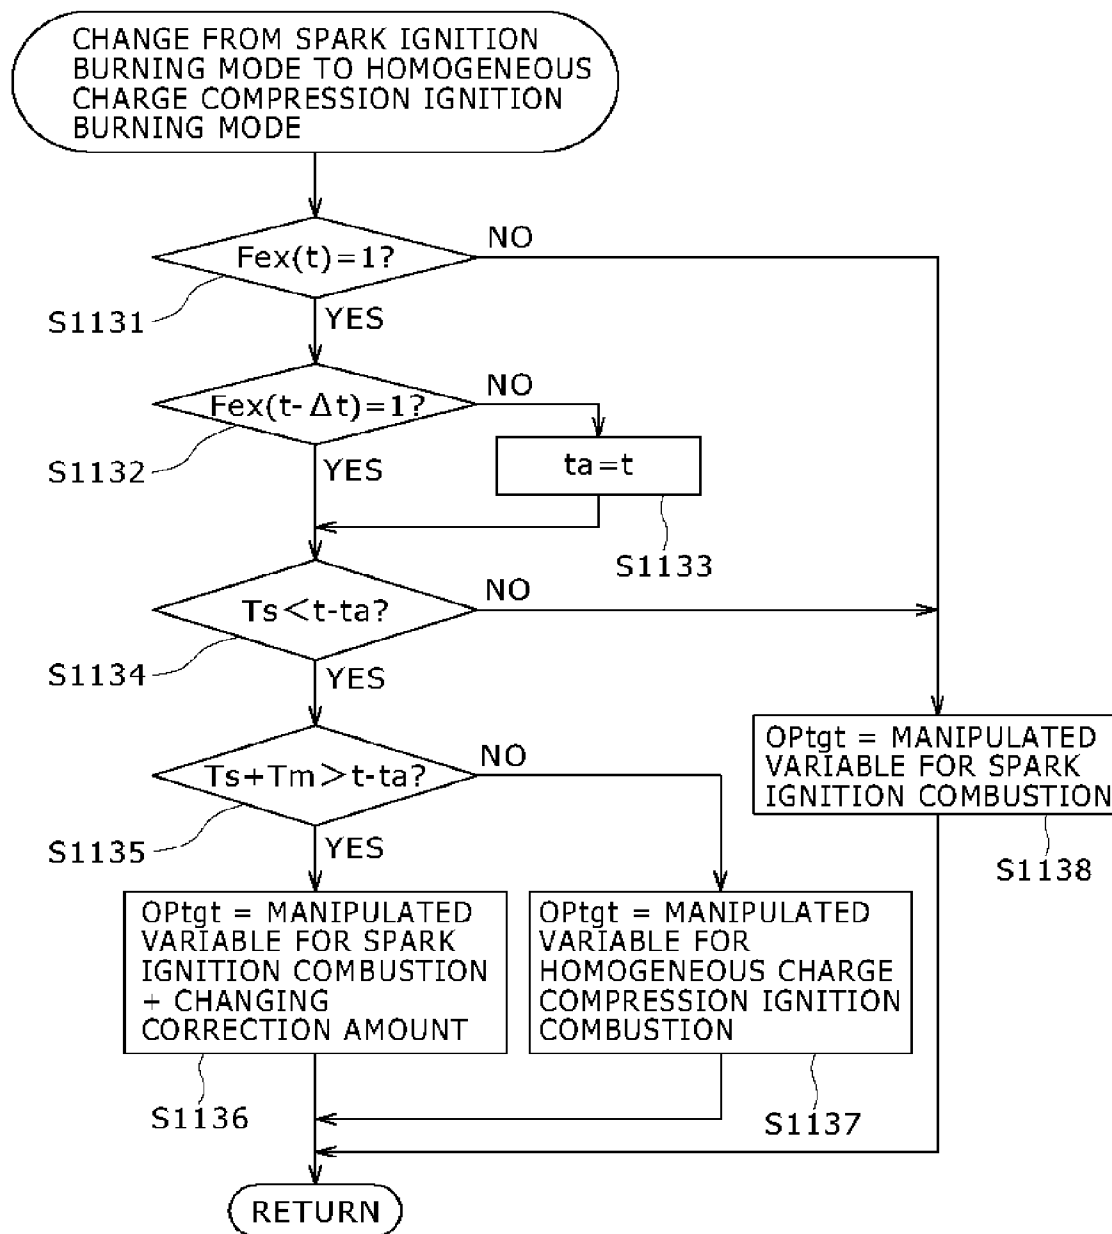 CHANGE FROM SPARK IGNITION
BURNING MODE TO HOMOGENEOUS
CHARGE COMPRESSION IGNITION
BURNING MODE
Fex(t)=1?
NO
S1131
YES
Fex(t-Δt)=1?
NO
S1132
YES
ta=t
S1133
Ts<t-ta?
NO
S1134
YES
Ts+Tm>t-ta?
NO
S1135
YES
OPtgt = MANIPULATED
VARIABLE FOR SPARK
IGNITION COMBUSTION
S1138
OPtgt = MANIPULATED
VARIABLE FOR SPARK
IGNITION COMBUSTION
+ CHANGING
CORRECTION AMOUNT
S1136
OPtgt = MANIPULATED
VARIABLE FOR
HOMOGENEOUS CHARGE
COMPRESSION IGNITION
COMBUSTION
S1137
RETURN